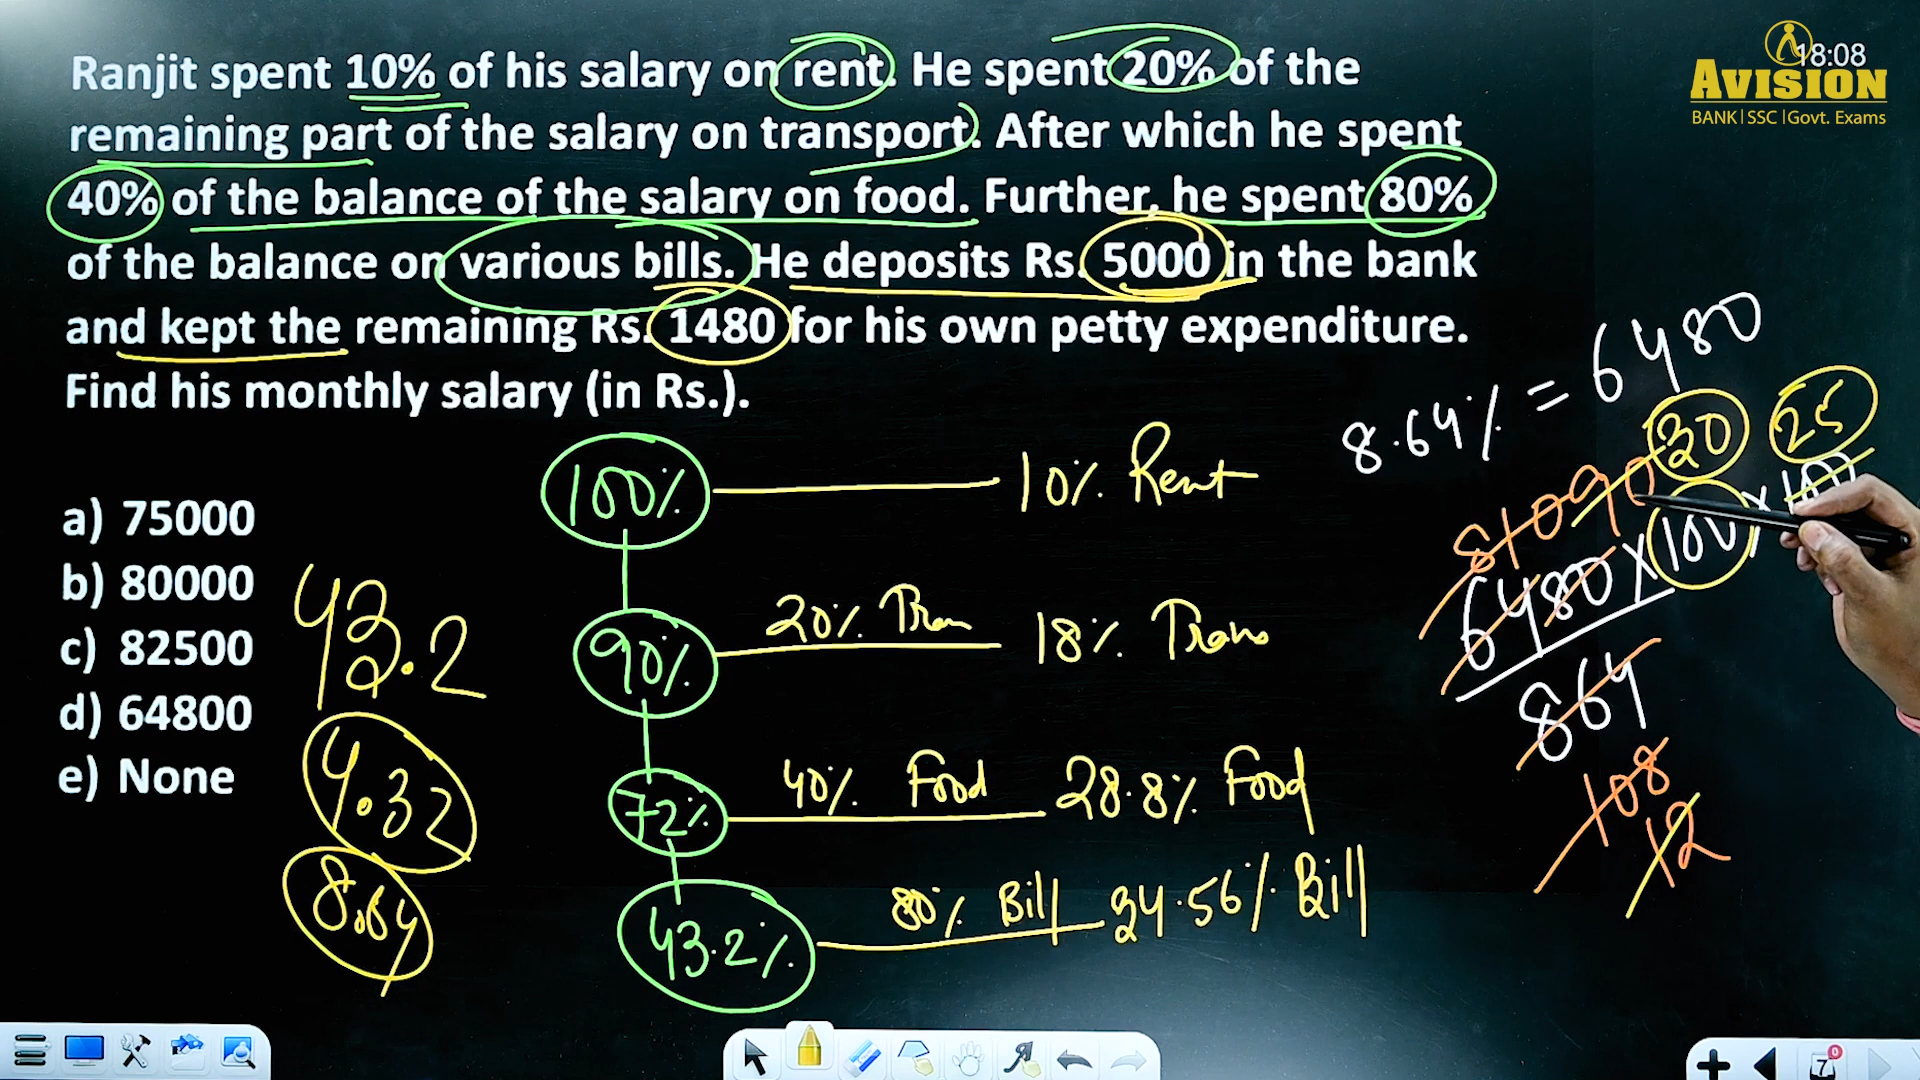 Ranjit spent 10% of his salary on rent. He spent 20% of the
remaining part of the salary on transport. After which he spent
40% of the balance of the salary on food. Further, he spent 80%
of the balance on various bills. He deposits Rs. 5000 in the bank
and kept the remaining Rs. 1480 for his own petty expenditure.
Find his monthly salary (in Rs.).
18:08
AVISION
BANK|SSC|Govt. Exams
a) 75000
b) 80000
c) 82500
d) 64800
e) None
43.2
4.32
8.64
100% 10% Rent
90% 20% Tran 18% Trans
72% 40% Food 28.8% Food
43.2% 80% Bill 34.56% Bill
8.64% = 6480
30 25
810 90
6480 x 100 x 100
864
108
12